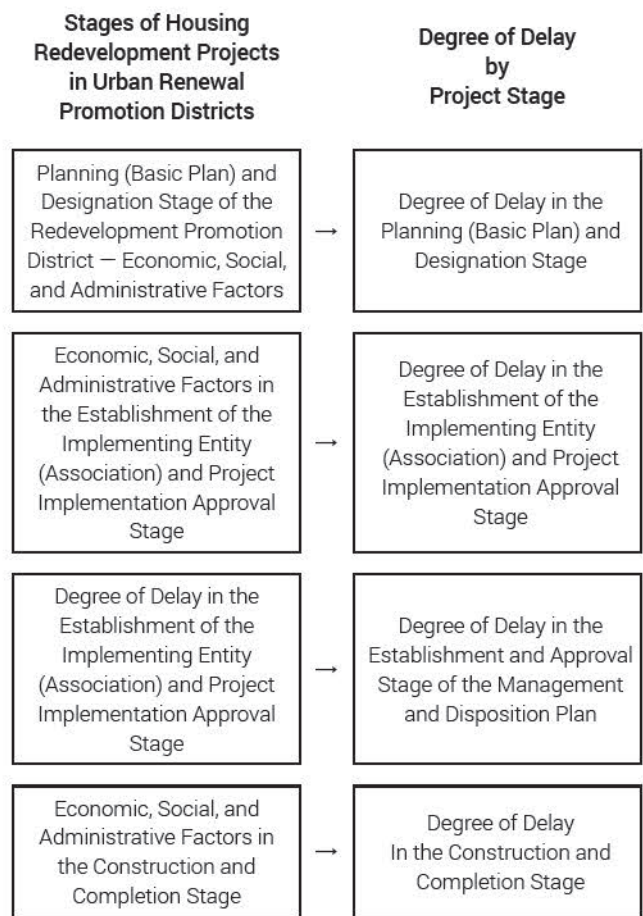 Stages of Housing
Redevelopment Projects
in Urban Renewal
Promotion Districts
Degree of Delay
by
Project Stage
Planning (Basic Plan) and
Designation Stage of the
Redevelopment Promotion
District — Economic, Social,
and Administrative Factors
→
Degree of Delay in the
Planning (Basic Plan) and
Designation Stage
Economic, Social, and
Administrative Factors in
the Establishment of the
Implementing Entity
(Association) and Project
Implementation Approval
Stage
→
Degree of Delay in the
Establishment of the
Implementing Entity
(Association) and Project
Implementation Approval
Stage
Degree of Delay in the
Establishment of the
Implementing Entity
(Association) and Project
Implementation Approval
Stage
→
Degree of Delay in the
Establishment and Approval
Stage of the Management
and Disposition Plan
Economic, Social, and
Administrative Factors in
the Construction and
Completion Stage
→
Degree of Delay
In the Construction and
Completion Stage